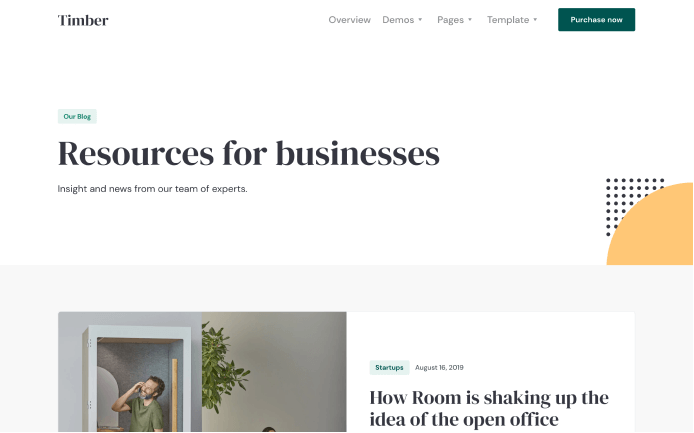 Timber
Overview
Demos
Pages
Template
Purchase now
Our Blog
Resources for businesses
Insight and news from our team of experts.
Startups
August 16, 2019
How Room is shaking up the
idea of the open office